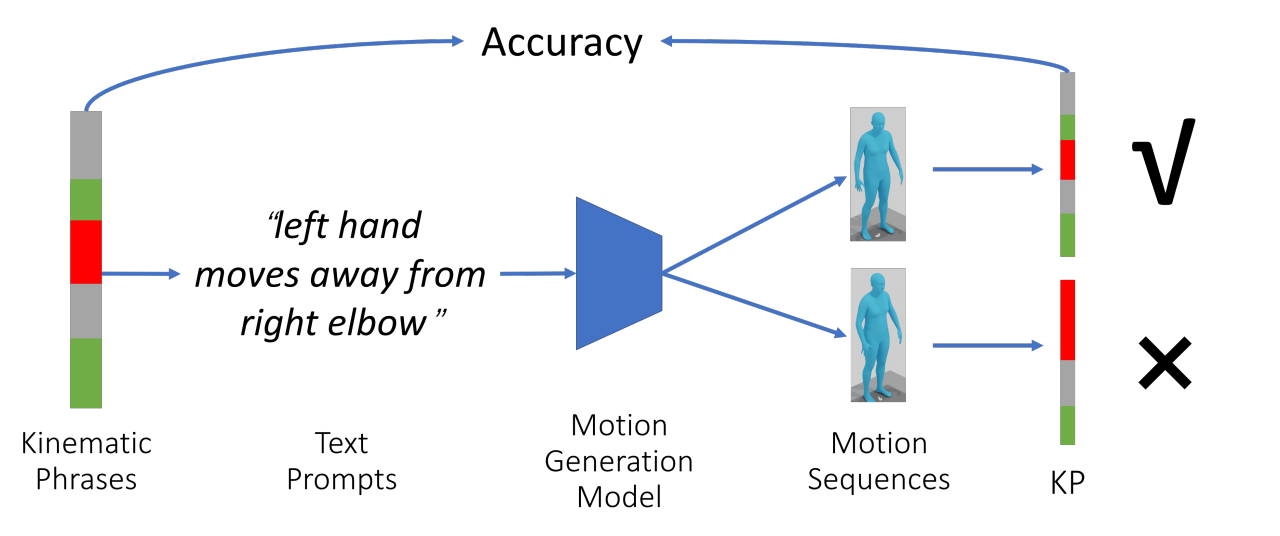 Accuracy
“left hand
moves away from
right elbow ”
√
×
Kinematic
Phrases
Text
Prompts
Motion
Generation
Model
Motion
Sequences
KP